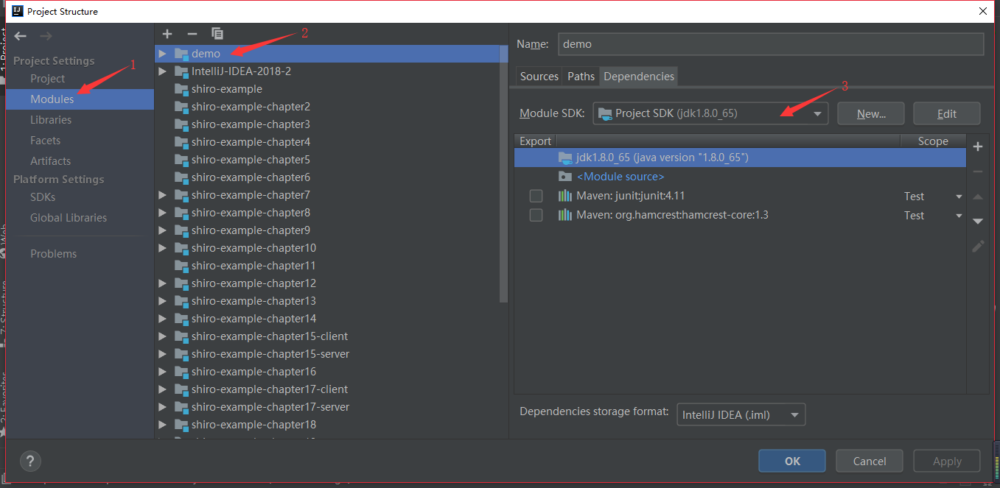 Project Structure
Project Settings
Project
Modules
Libraries
Facets
Artifacts
Platform Settings
SDKs
Global Libraries
Problems
1
2
demo
IntelliJ-IDEA-2018-2
shiro-example
shiro-example-chapter2
shiro-example-chapter3
shiro-example-chapter4
shiro-example-chapter5
shiro-example-chapter6
shiro-example-chapter7
shiro-example-chapter8
shiro-example-chapter9
shiro-example-chapter10
shiro-example-chapter11
shiro-example-chapter12
shiro-example-chapter13
shiro-example-chapter14
shiro-example-chapter15-client
shiro-example-chapter15-server
shiro-example-chapter16
shiro-example-chapter17-client
shiro-example-chapter17-server
shiro-example-chapter18
Name: demo
Sources Paths Dependencies
3
Module SDK: Project SDK (jdk1.8.0_65) New... Edit
Export Scope
jdk1.8.0_65 (java version "1.8.0_65")
<Module source>
Maven: junit:junit:4.11 Test
Maven: org.hamcrest:hamcrest-core:1.3 Test
Dependencies storage format: IntelliJ IDEA (.iml)
? OK Cancel Apply